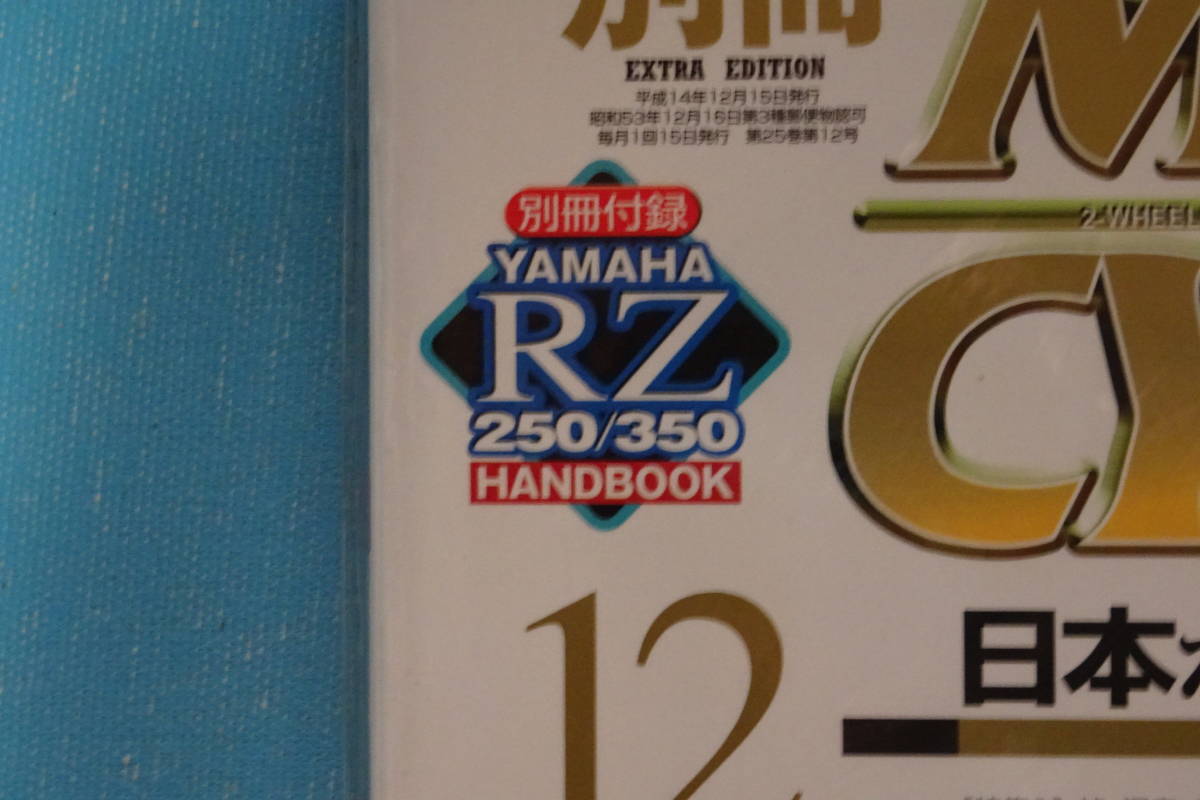 別冊
EXTRA EDITION
平成14年12月15日発行
昭和53年12月16日第3種郵便物認可
毎月1回15日発行 第25巻第12号
M
2-WHEEL
別冊付録
YAMAHA
RZ
250/350
HANDBOOK
C
12
日本